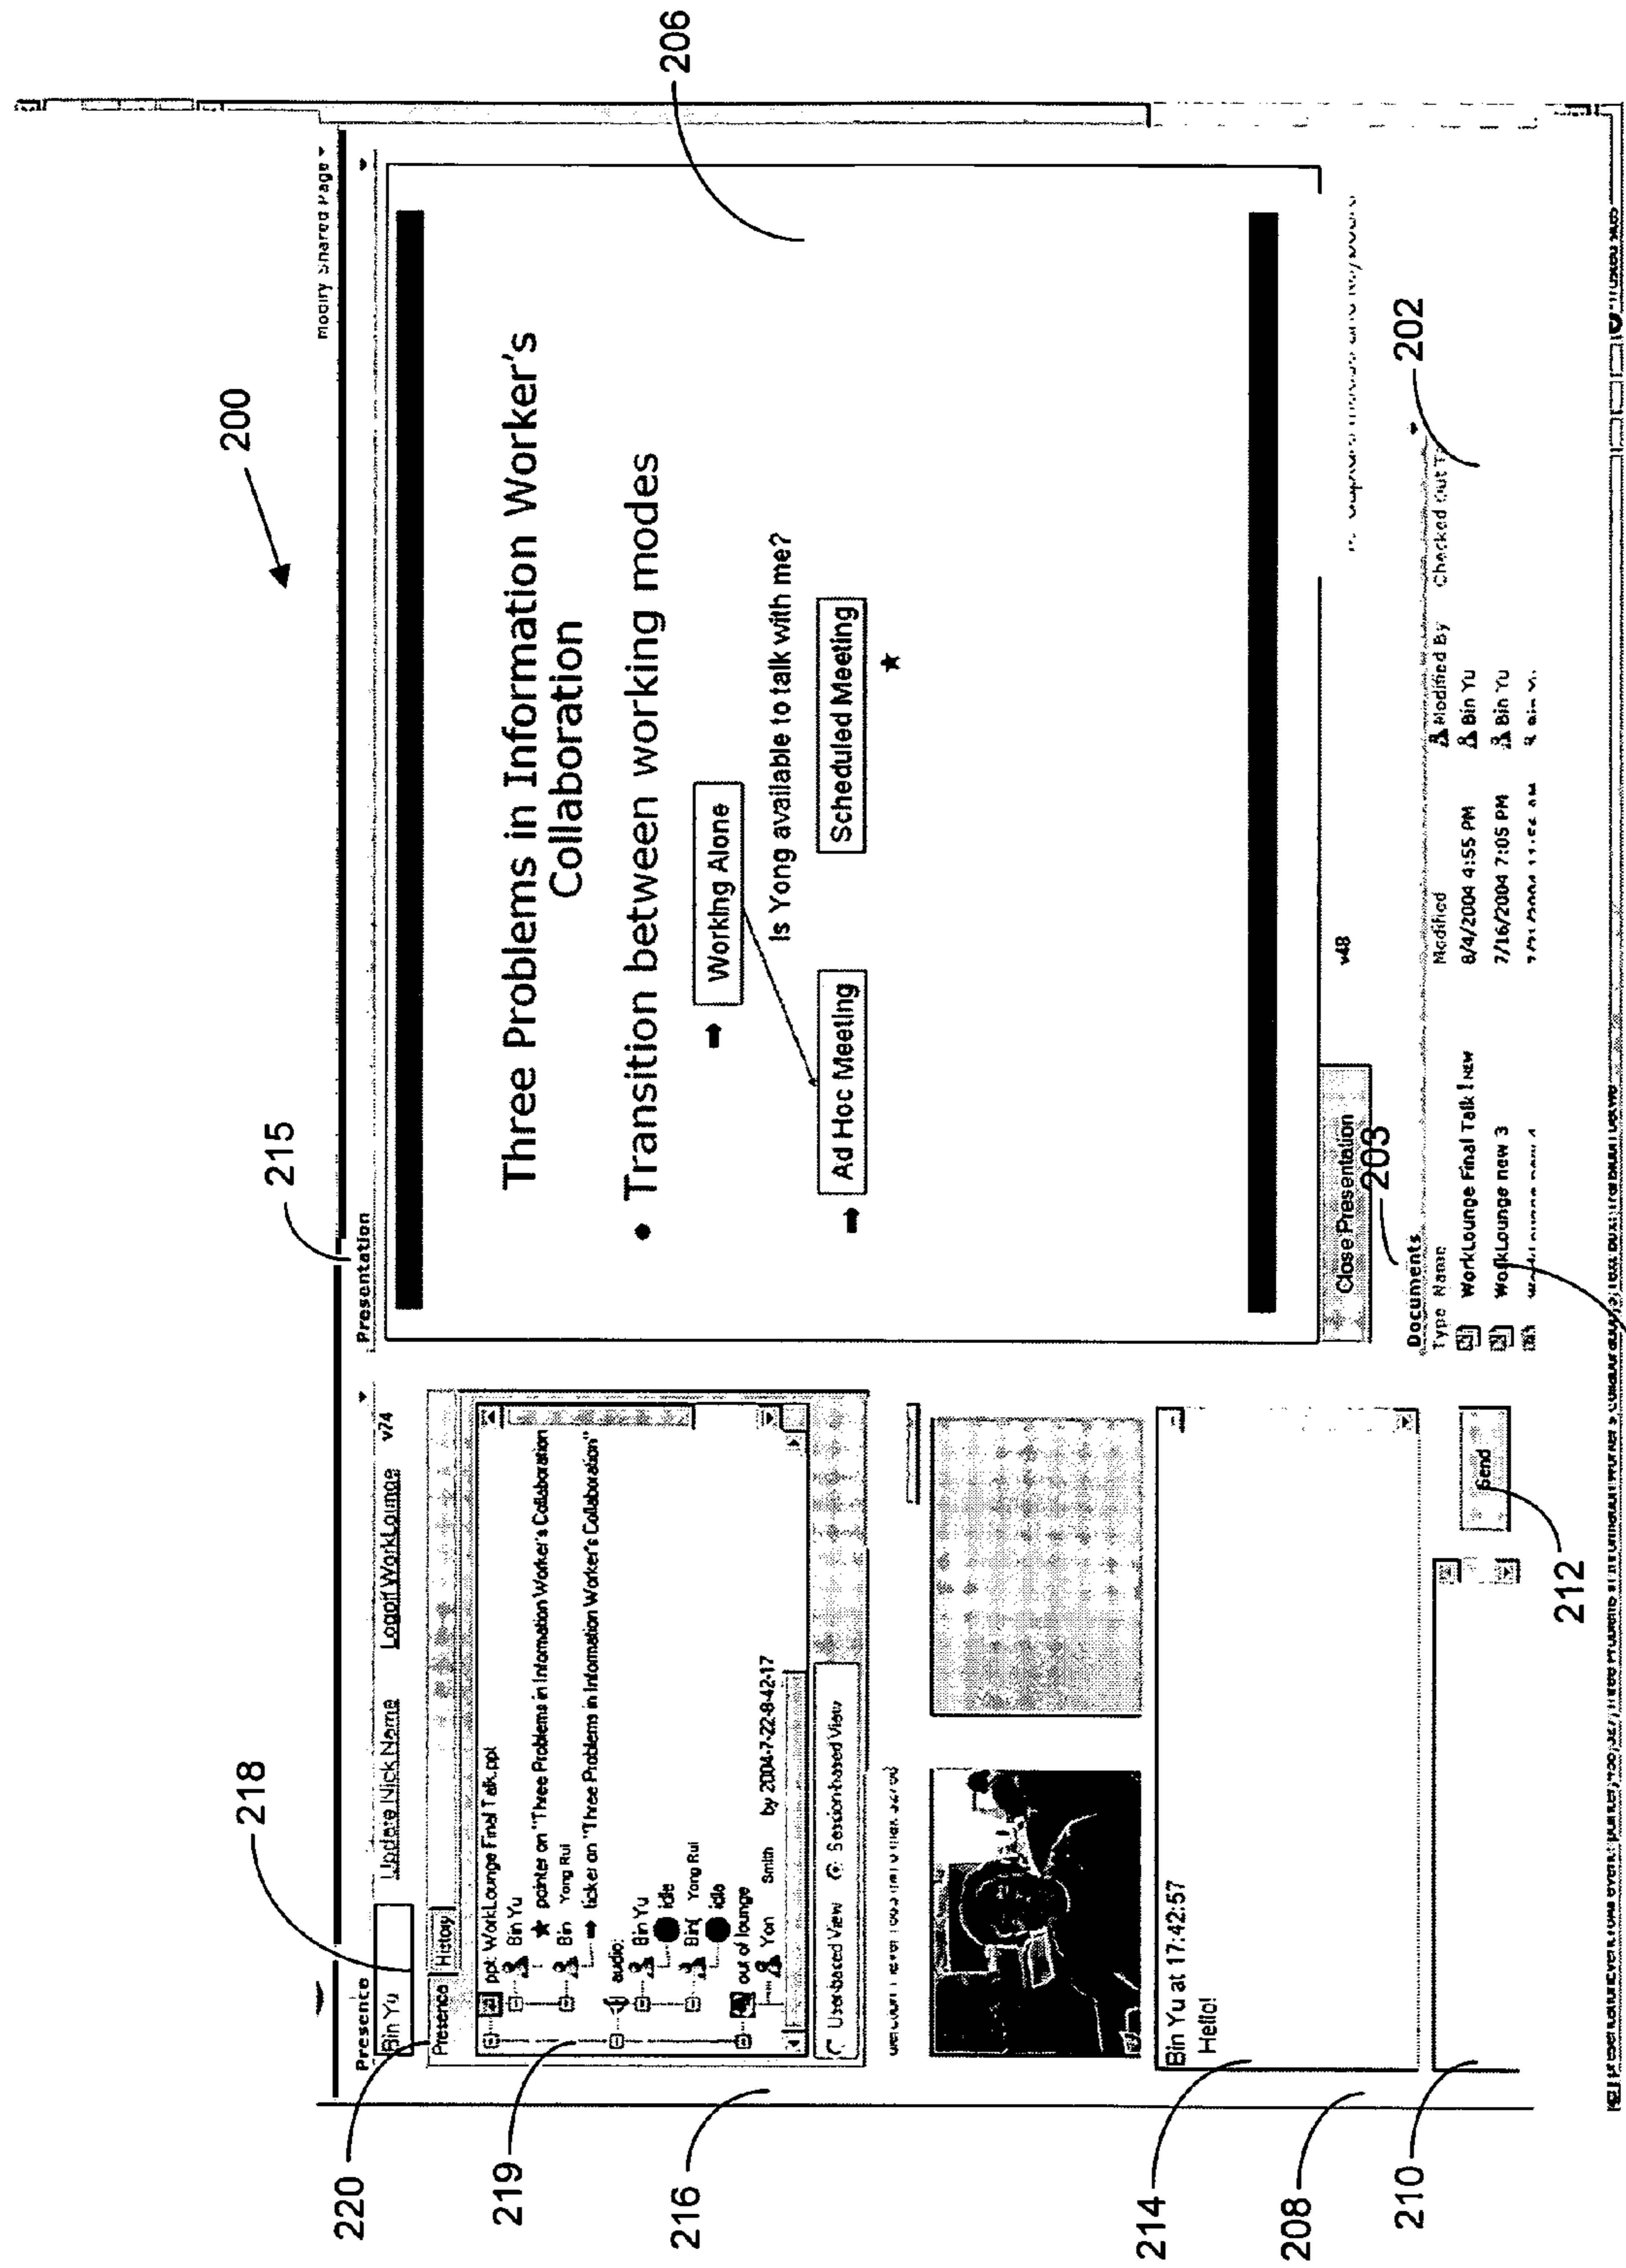 200
206
215
218
220
219
216
214
208
210
212
203
202
Modify Shared Page
Presence
Bin Yu
Update Nick Name
Logoff WorkLounge
v74
Presence
History
ppt: WorkLounge Final Talk.ppt
Bin Yu
pointer on "Three Problems in Information Worker's Collaboration
Bin Yong Rui
ticker on "Three Problems in Information Worker's Collaboration"
audio:
Bin Yu
idle
Bin( Yong Rui
idle
out of lounge
Yon Smith by 2004-7-22-8-42-17
User-based View
Session-based View
Bin Yu at 17:42:57
Hello!
Send
Presentation
Three Problems in Information Worker's
Collaboration
• Transition between working modes
Working Alone
Is Yong available to talk with me?
Ad Hoc Meeting
Scheduled Meeting
Close Presentation
v48
Documents
Type Name Modified Modified By Checked Out T
WorkLounge Final Talk 1 NEW 8/4/2004 4:55 PM Bin Yu
WorkLounge new 3 7/16/2004 7:05 PM Bin Yu